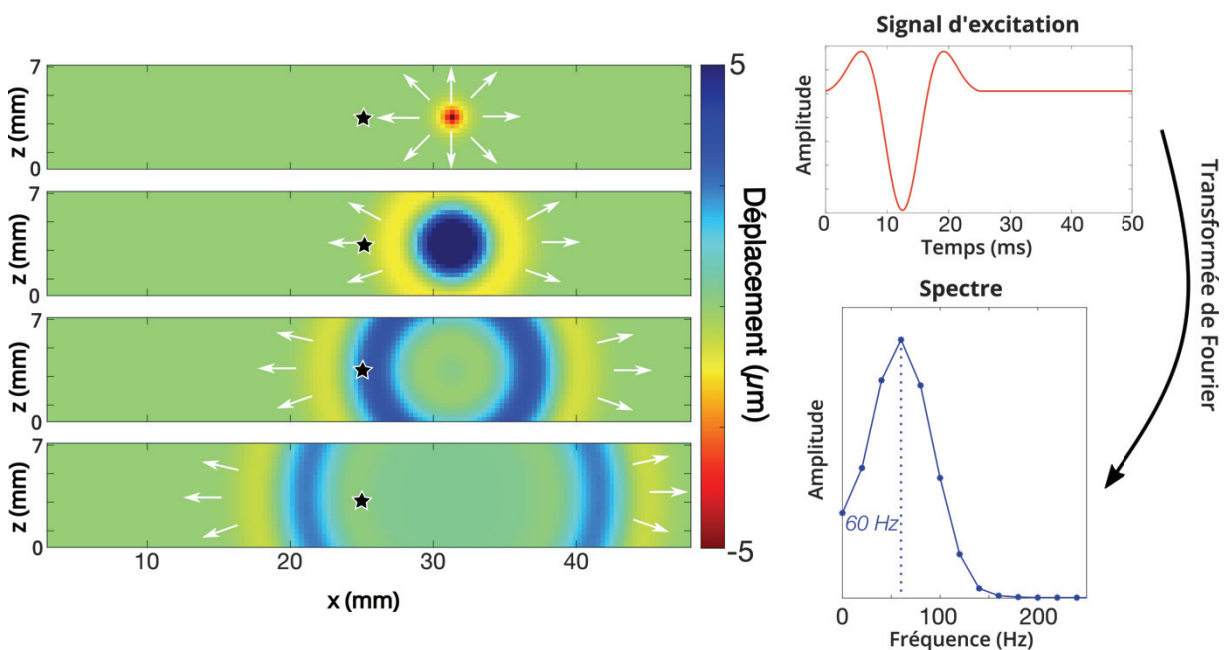 7
z (mm)
0
7
z (mm)
0
7
z (mm)
0
7
z (mm)
0
10
20
30
40
x (mm)
5
Déplacement (µm)
-5
Signal d'excitation
Amplitude
0
10
20
30
40
50
Temps (ms)
Transformée de Fourier
Spectre
Amplitude
60 Hz
0
100
200
Fréquence (Hz)